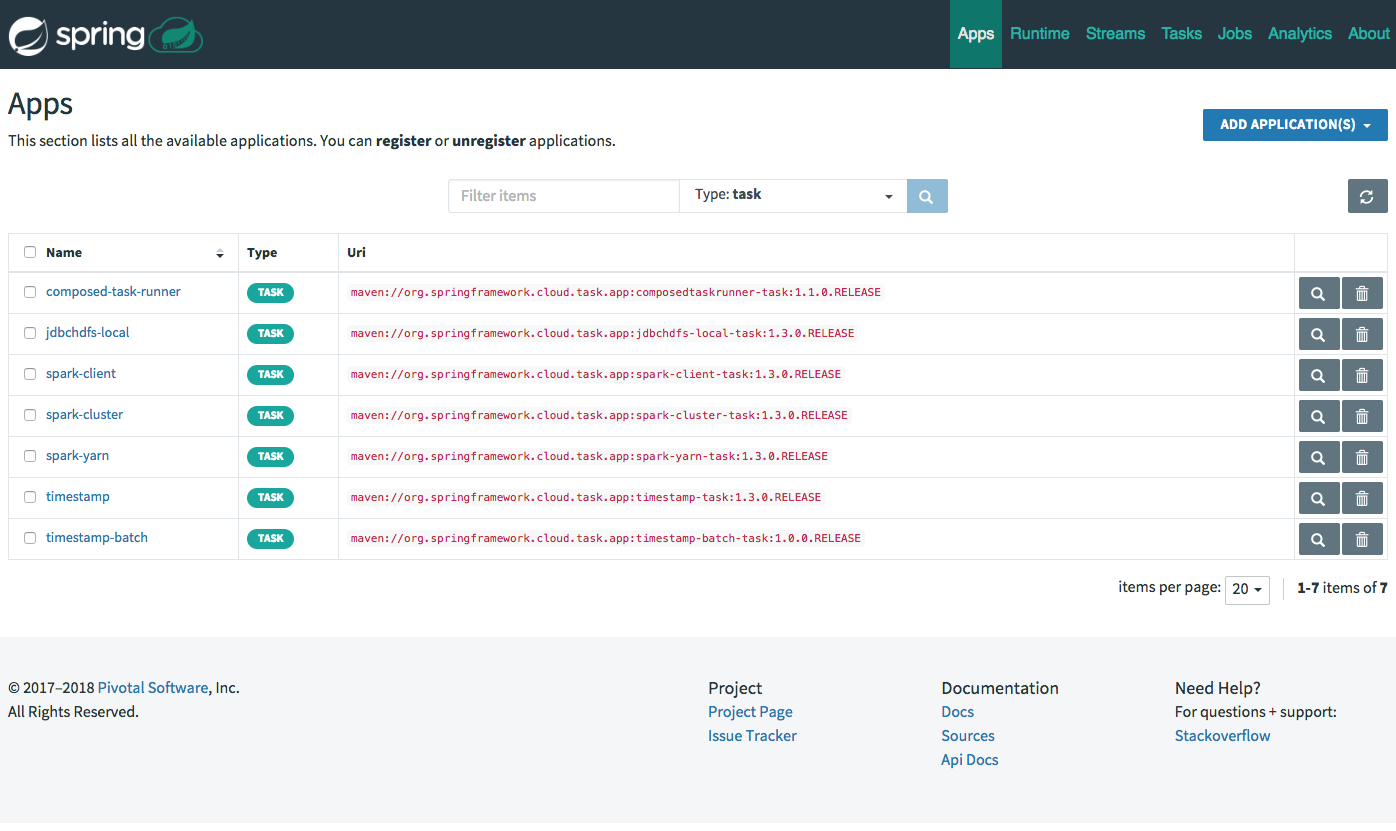 spring
Apps Runtime Streams Tasks Jobs Analytics About
Apps
This section lists all the available applications. You can register or unregister applications.
ADD APPLICATION(S)
Filter items
Type: task
Name Type Uri
composed-task-runner TASK maven://org.springframework.cloud.task.app:composedtaskrunner-task:1.1.0.RELEASE
jdbchdfs-local TASK maven://org.springframework.cloud.task.app:jdbchdfs-local-task:1.3.0.RELEASE
spark-client TASK maven://org.springframework.cloud.task.app:spark-client-task:1.3.0.RELEASE
spark-cluster TASK maven://org.springframework.cloud.task.app:spark-cluster-task:1.3.0.RELEASE
spark-yarn TASK maven://org.springframework.cloud.task.app:spark-yarn-task:1.3.0.RELEASE
timestamp TASK maven://org.springframework.cloud.task.app:timestamp-task:1.3.0.RELEASE
timestamp-batch TASK maven://org.springframework.cloud.task.app:timestamp-batch-task:1.0.0.RELEASE
items per page: 20 1-7 items of 7
© 2017–2018 Pivotal Software, Inc.
All Rights Reserved.
Project
Project Page
Issue Tracker
Documentation
Docs
Sources
Api Docs
Need Help?
For questions + support:
Stackoverflow